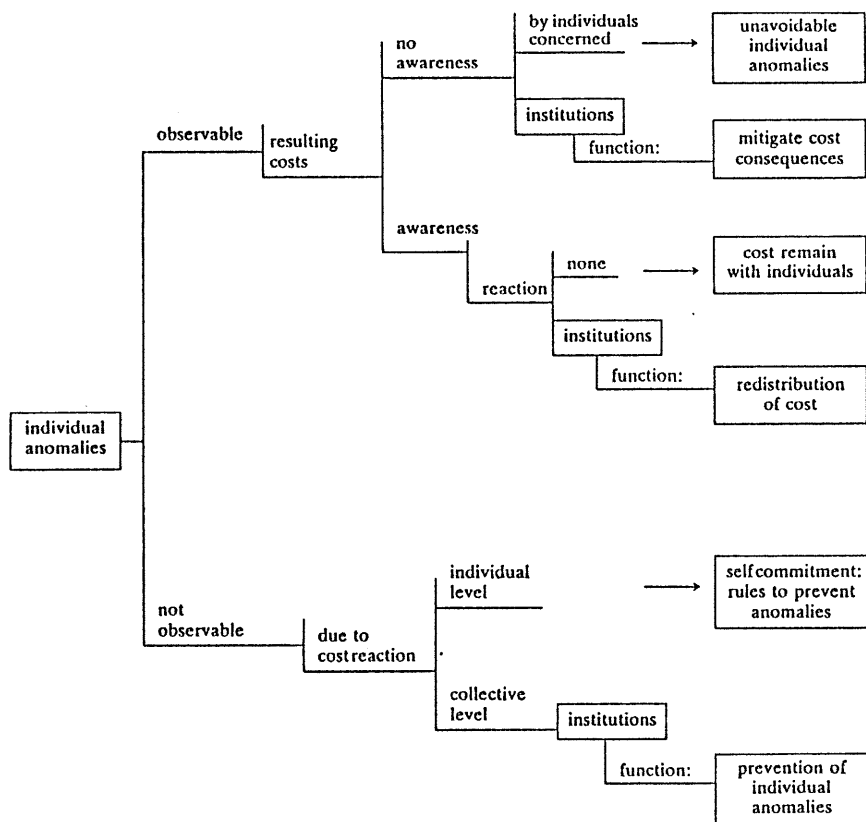 by individuals
concerned
unavoidable
individual
anomalies
no
awareness
institutions
observable
resulting
costs
function:
mitigate cost
consequences
awareness
none
cost remain
with individuals
reaction
institutions
function:
redistribution
of cost
individual
anomalies
individual
level
selfcommitment:
rules to prevent
anomalies
not
observable
due to
costreaction
collective
level
institutions
function:
prevention of
individual
anomalies